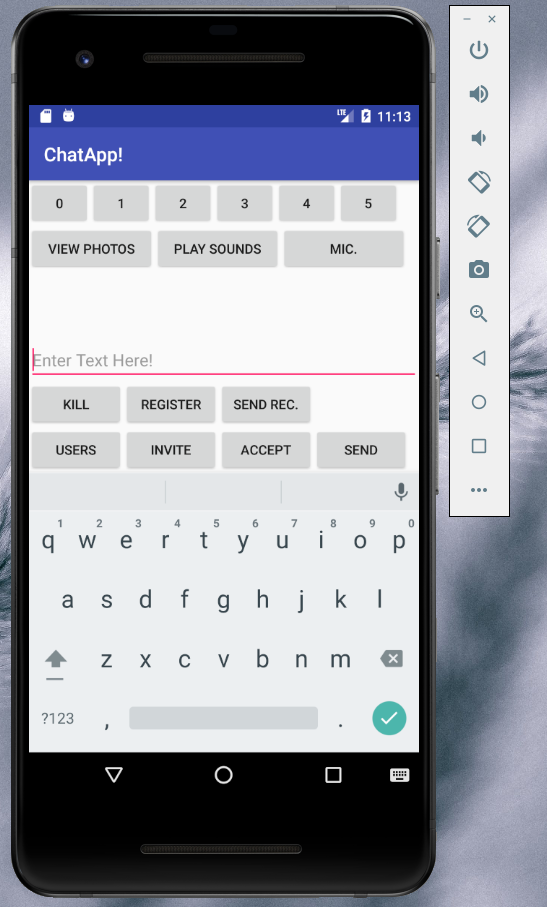 LTE 11:13
ChatApp!
0 1 2 3 4 5
VIEW PHOTOS PLAY SOUNDS MIC.
Enter Text Here!
KILL REGISTER SEND REC.
USERS INVITE ACCEPT SEND
1 2 3 4 5 6 7 8 9 0
q w e r t y u i o p
a s d f g h j k l
z x c v b n m
?123 , .